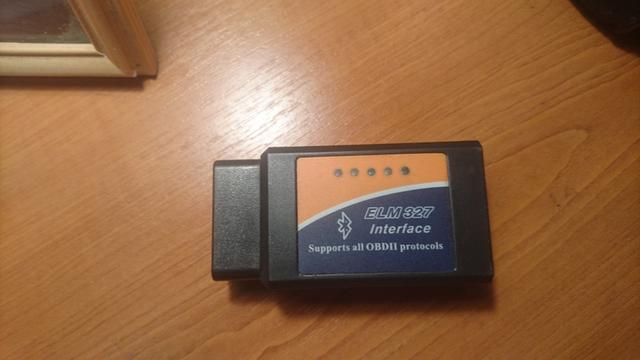 ELM 327
Interface
Supports all OBDII protocols